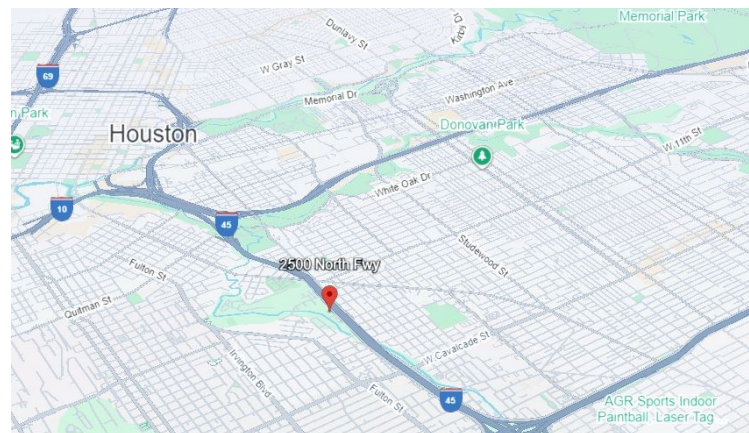 Memorial Park
Dunlavy St
Kirby Dr
W Gray St
69
Washington Ave
Memorial Dr
n Park
Houston
Donovan Park
W 11th St
White Oak Dr
10
45
Studewood St
2500 North Fwy
Fulton St
Quitman St
W Cavalcade St
Irvington Blvd
Fulton St
45
AGR Sports Indoor
Paintball, Laser Tag